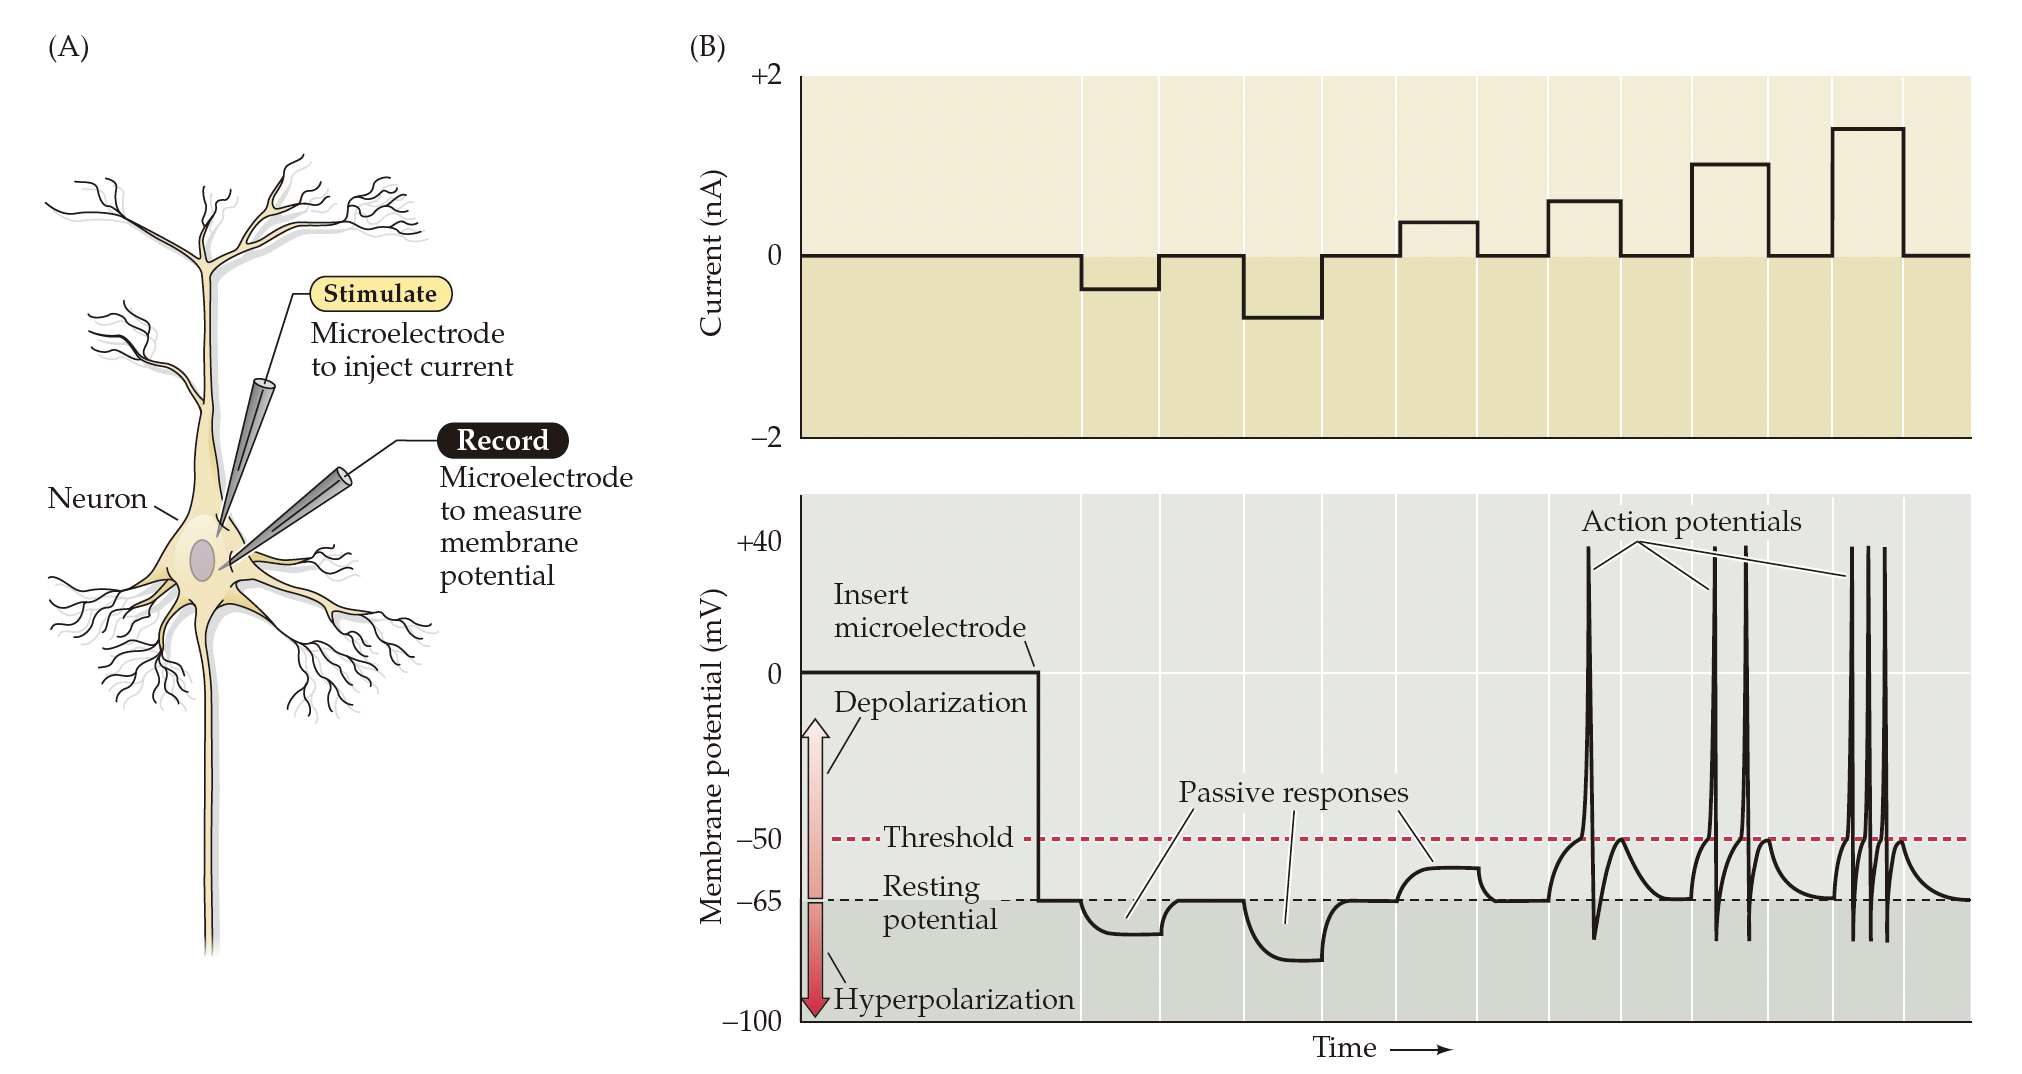 (A)
Stimulate
Microelectrode
to inject current
Record
Microelectrode
to measure
membrane
potential
Neuron
(B)
+2
0
–2
Current (nA)
+40
0
–50
–65
–100
Membrane potential (mV)
Insert
microelectrode
Depolarization
Threshold
Resting
potential
Hyperpolarization
Passive responses
Action potentials
Time